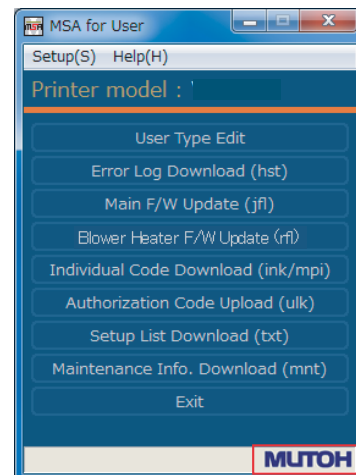 MSA for User
Setup(S) Help(H)
Printer model :
User Type Edit
Error Log Download (hst)
Main F/W Update (jfl)
Blower Heater F/W Update (rfl)
Individual Code Download (ink/mpi)
Authorization Code Upload (ulk)
Setup List Download (txt)
Maintenance Info. Download (mnt)
Exit
MUTOH